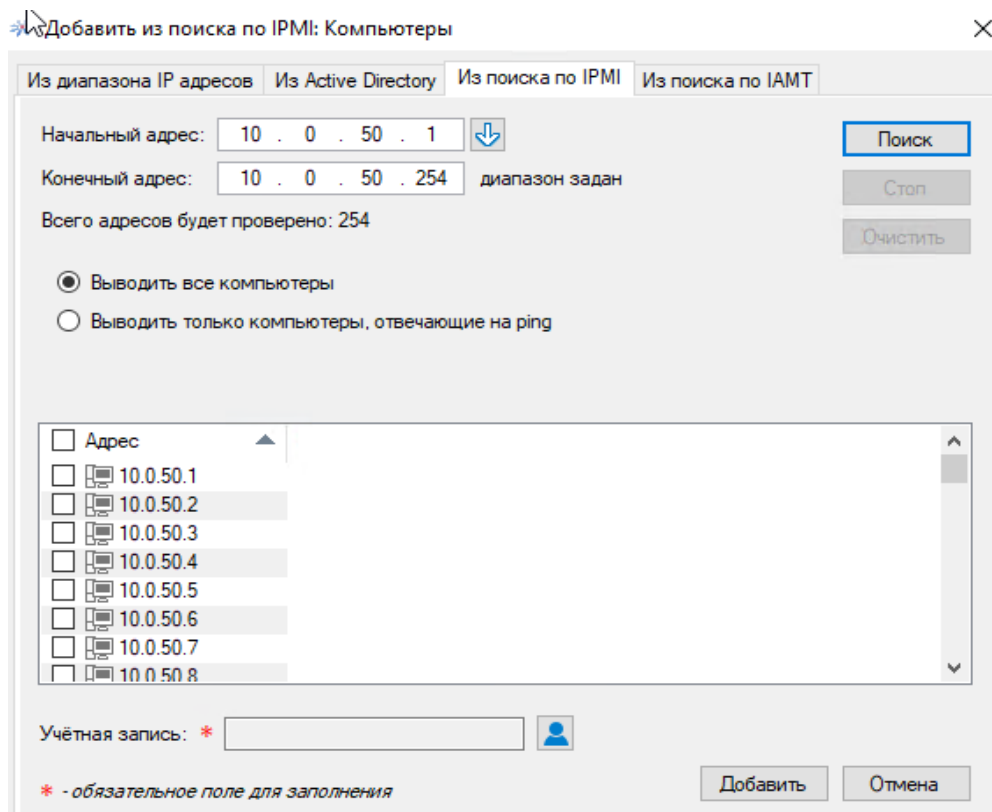 Добавить из поиска по IPMI: Компьютеры
Из диапазона IP адресов Из Active Directory Из поиска по IPMI Из поиска по IAMT
Начальный адрес: 10 . 0 . 50 . 1 Поиск
Конечный адрес: 10 . 0 . 50 . 254 диапазон задан Стоп
Всего адресов будет проверено: 254 Очистить
Выводить все компьютеры
Выводить только компьютеры, отвечающие на ping
Адрес
10.0.50.1
10.0.50.2
10.0.50.3
10.0.50.4
10.0.50.5
10.0.50.6
10.0.50.7
10.0.50.8
Учётная запись: *
* - обязательное поле для заполнения Добавить Отмена